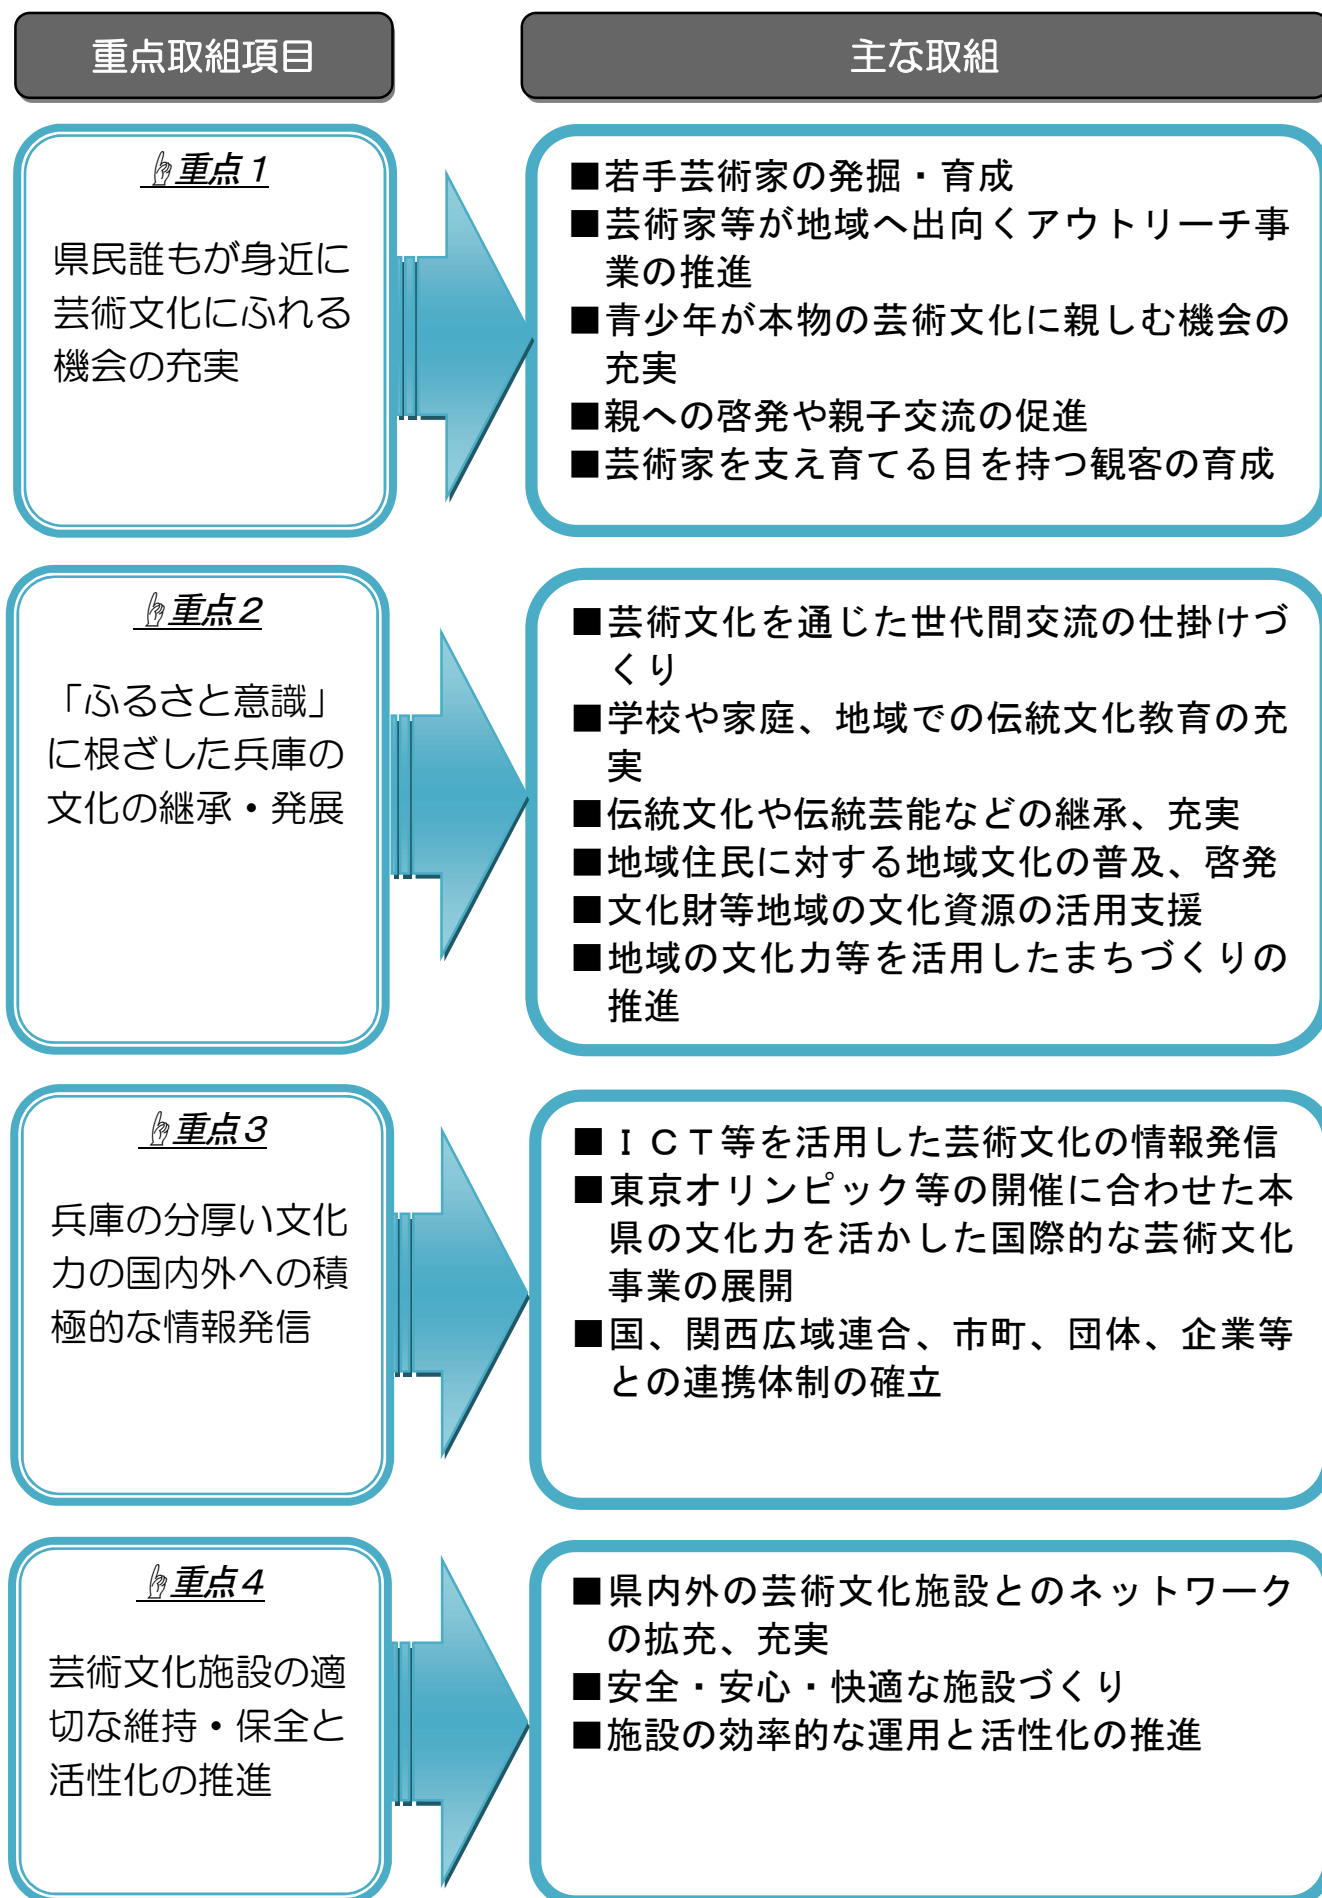 重点取組項目
主な取組
重点１
県民誰もが身近に
芸術文化にふれる
機会の充実
■若手芸術家の発掘・育成
■芸術家等が地域へ出向くアウトリーチ事
業の推進
■青少年が本物の芸術文化に親しむ機会の
充実
■親への啓発や親子交流の促進
■芸術家を支え育てる目を持つ観客の育成
重点２
「ふるさと意識」
に根ざした兵庫の
文化の継承・発展
■芸術文化を通じた世代間交流の仕掛けづ
くり
■学校や家庭、地域での伝統文化教育の充
実
■伝統文化や伝統芸能などの継承、充実
■地域住民に対する地域文化の普及、啓発
■文化財等地域の文化資源の活用支援
■地域の文化力等を活用したまちづくりの
推進
重点３
兵庫の分厚い文化
力の国内外への積
極的な情報発信
■ＩＣＴ等を活用した芸術文化の情報発信
■東京オリンピック等の開催に合わせた本
県の文化力を活かした国際的な芸術文化
事業の展開
■国、関西広域連合、市町、団体、企業等
との連携体制の確立
重点４
芸術文化施設の適
切な維持・保全と
活性化の推進
■県内外の芸術文化施設とのネットワーク
の拡充、充実
■安全・安心・快適な施設づくり
■施設の効率的な運用と活性化の推進